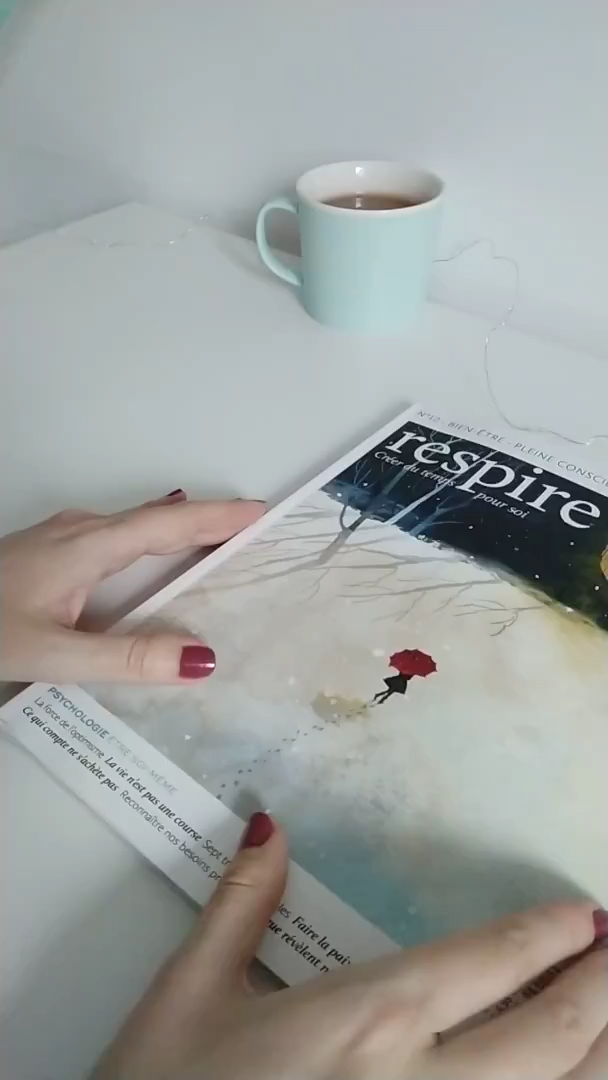 N°12 · BIEN-ÊTRE · PLEINE CONSCIE
respire
Créer du temps pour soi
PSYCHOLOGIE ÊTRE SOI-MÊME
La force de l'optimisme La vie n'est pas une course Sept
Ce qui compte ne s'achète pas Reconnaître nos besoins
Faire la pai
révèlent